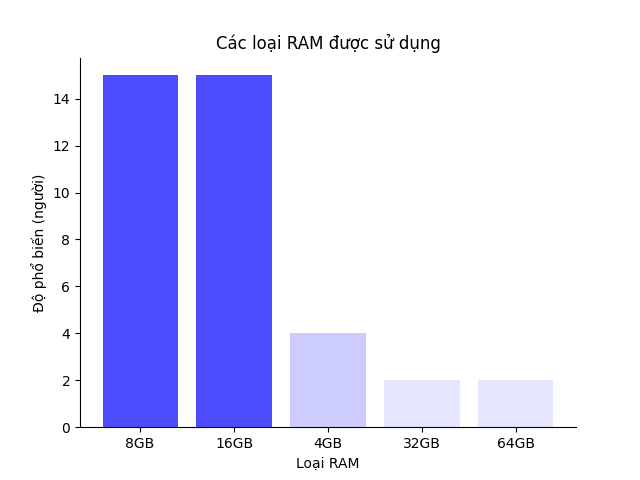 Các loại RAM được sử dụng
Độ phổ biến (người)
14
12
10
8
6
4
2
0
8GB
16GB
4GB
32GB
64GB
Loại RAM